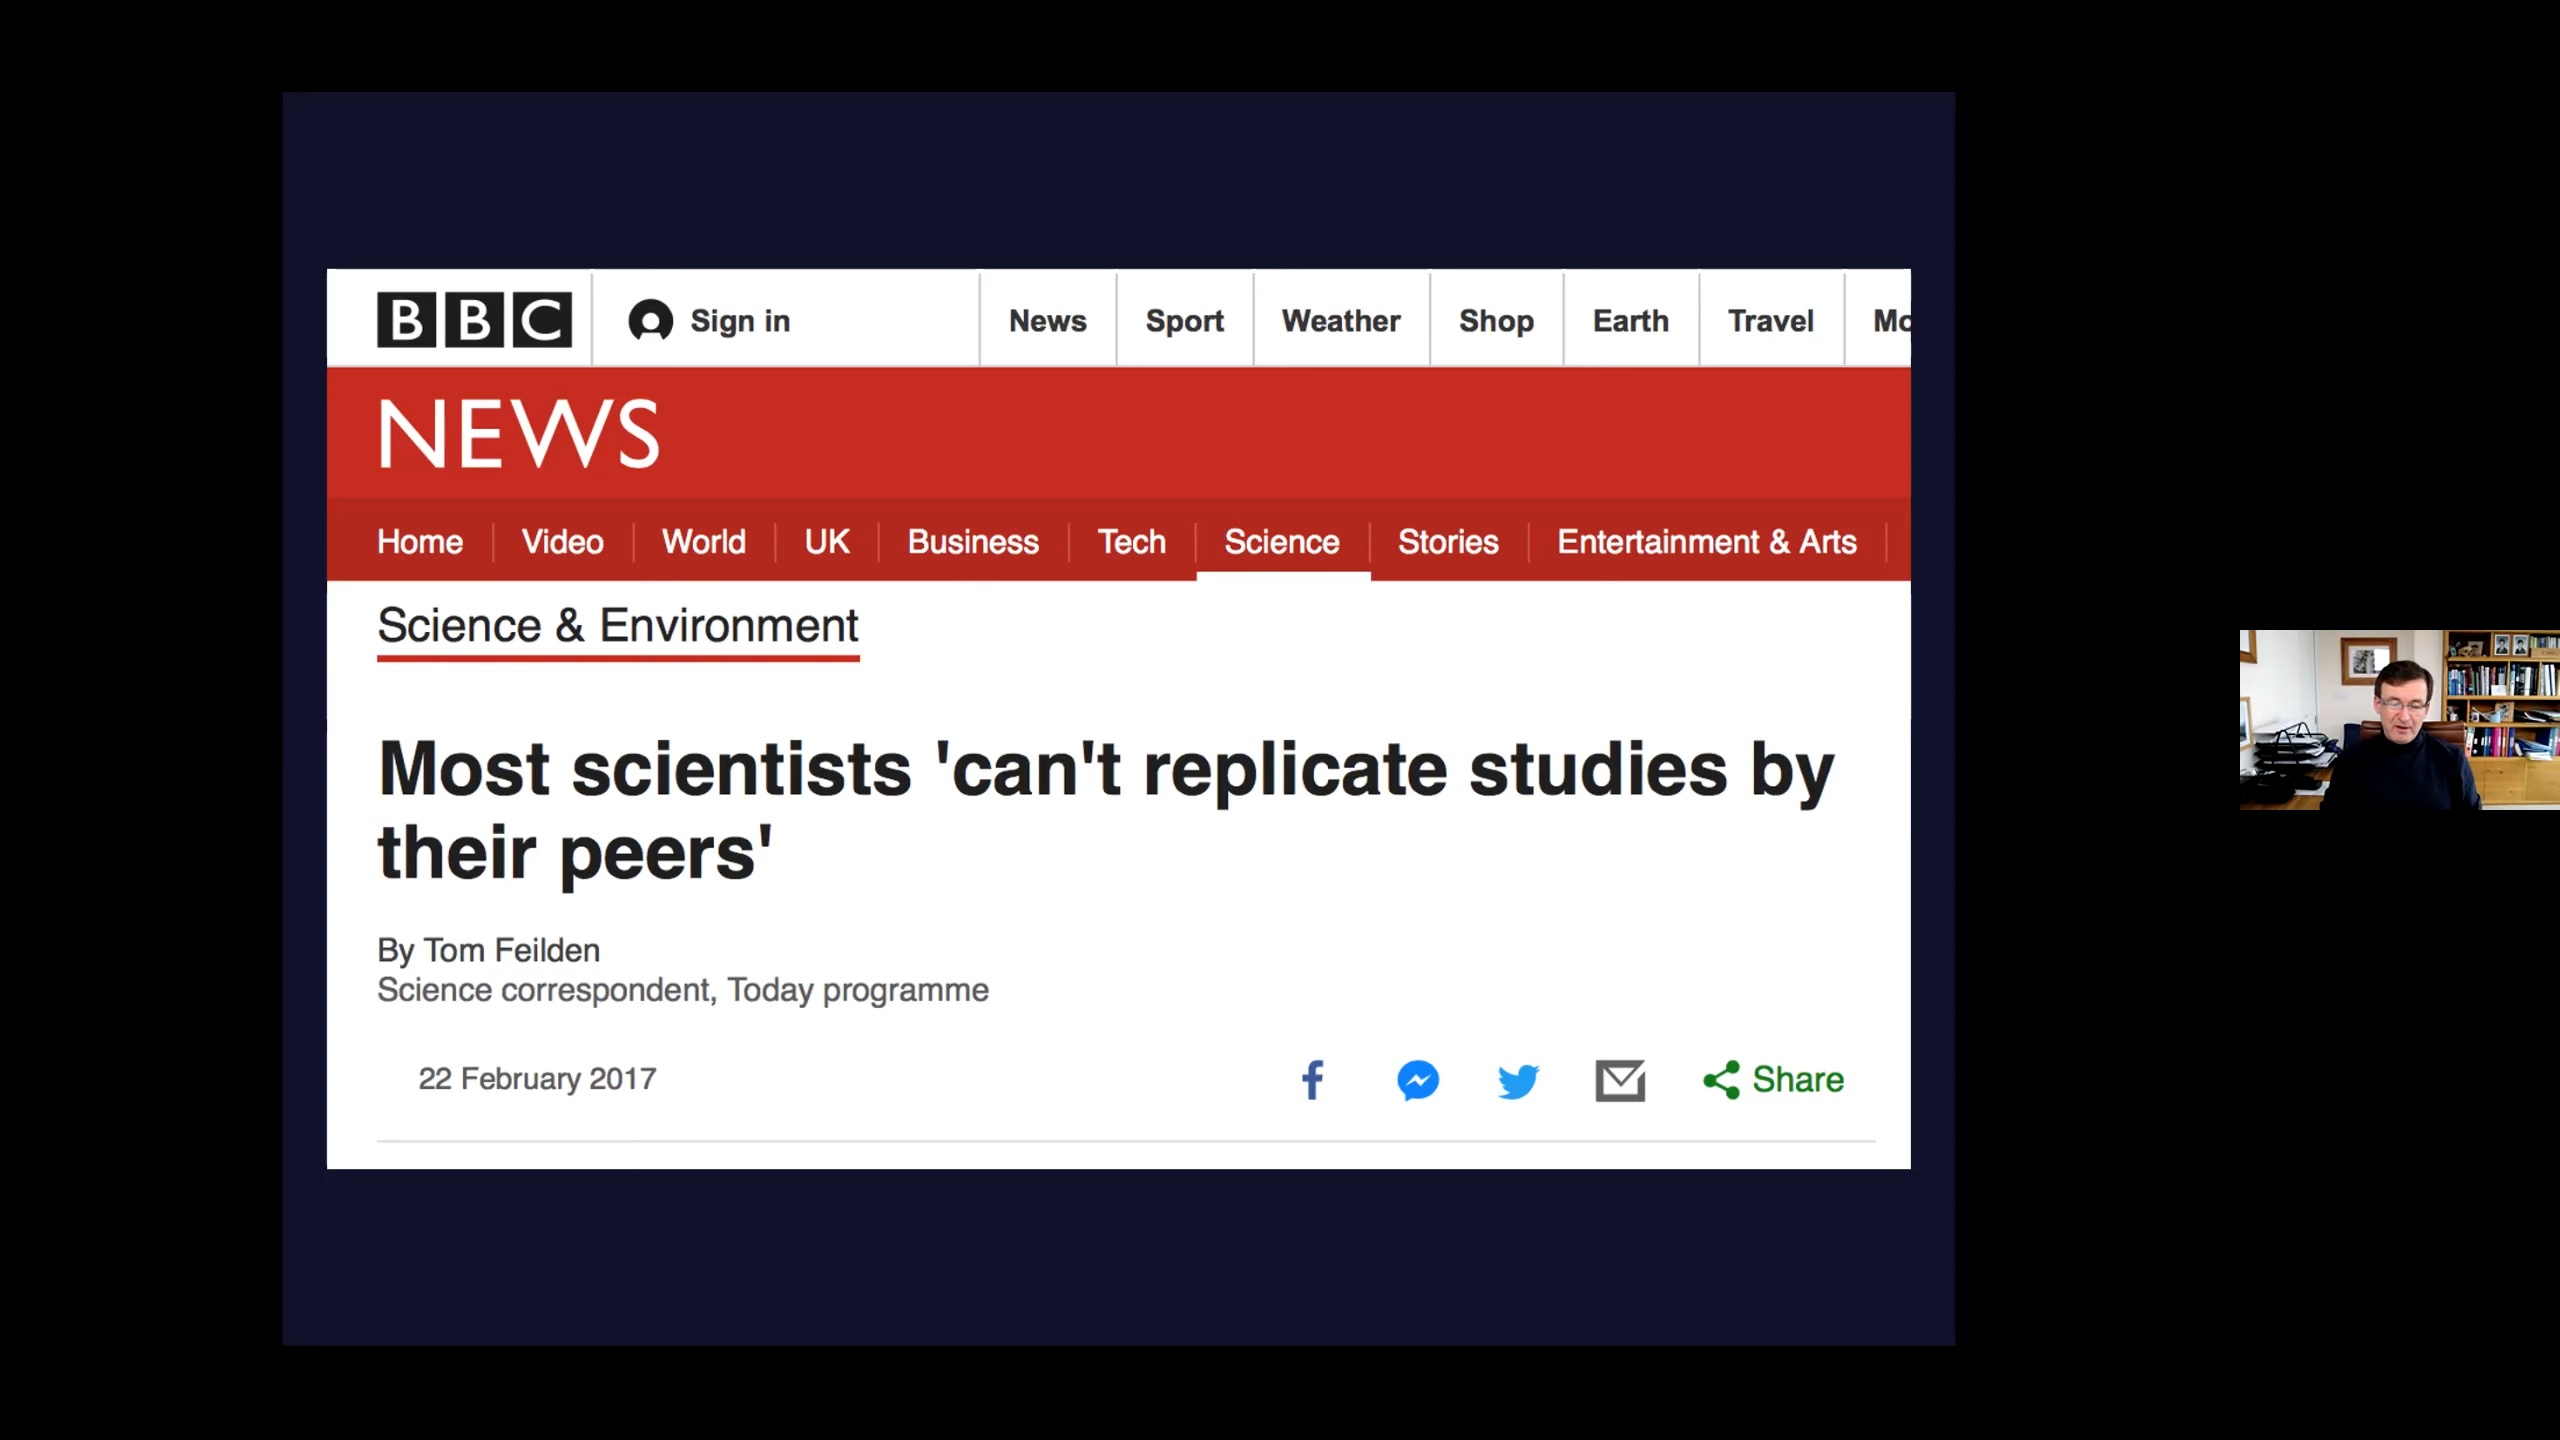 BBC Sign in News Sport Weather Shop Earth Travel Mo
NEWS
Home Video World UK Business Tech Science Stories Entertainment & Arts
Science & Environment
Most scientists 'can't replicate studies by
their peers'
By Tom Feilden
Science correspondent, Today programme
22 February 2017 Share